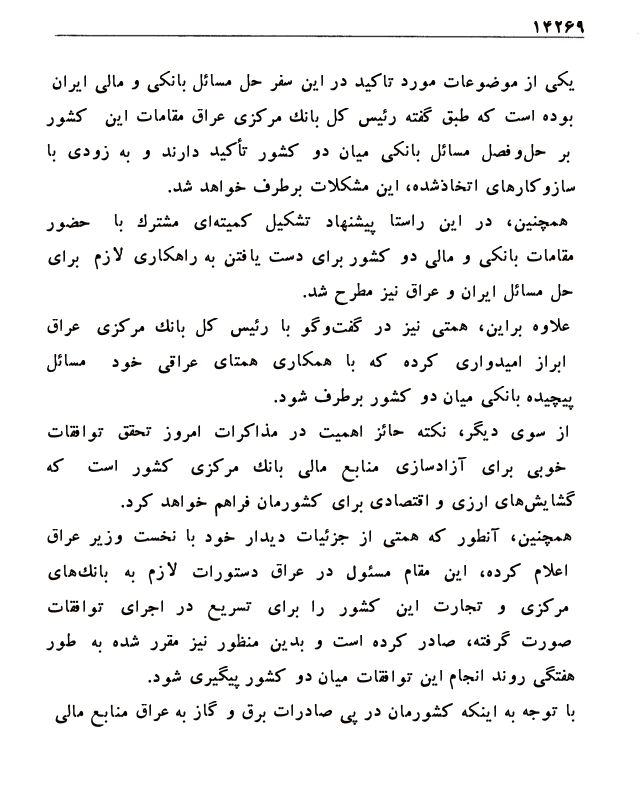 ۱۴۲۶۹
یکی از موضوعات مورد تاکید در این سفر حل مسائل بانکی و مالی ایران
بوده است که طبق گفته رئیس کل بانك مرکزی عراق مقامات این کشور
بر حل‌وفصل مسائل بانکی میان دو کشور تأکید دارند و به زودی با
سازوکارهای اتخاذشده، این مشکلات برطرف خواهد شد.
همچنین، در این راستا پیشنهاد تشکیل کمیته‌ای مشترك با حضور
مقامات بانکی و مالی دو کشور برای دست یافتن به راهکاری لازم برای
حل مسائل ایران و عراق نیز مطرح شد.
علاوه براین، همتی نیز در گفت‌وگو با رئیس کل بانك مرکزی عراق
ابراز امیدواری کرده که با همکاری همتای عراقی خود مسائل
پیچیده بانکی میان دو کشور برطرف شود.
از سوی دیگر، نکته حائز اهمیت در مذاکرات امروز تحقق توافقات
خوبی برای آزادسازی منابع مالی بانك مرکزی کشور است که
گشایش‌های ارزی و اقتصادی برای کشورمان فراهم خواهد کرد.
همچنین، آنطور که همتی از جزئیات دیدار خود با نخست وزیر عراق
اعلام کرده، این مقام مسئول در عراق دستورات لازم به بانك‌های
مرکزی و تجارت این کشور را برای تسریع در اجرای توافقات
صورت گرفته، صادر کرده است و بدین منظور نیز مقرر شده به طور
هفتگی روند انجام این توافقات میان دو کشور پیگیری شود.
با توجه به اینکه کشورمان در پی صادرات برق و گاز به عراق منابع مالی